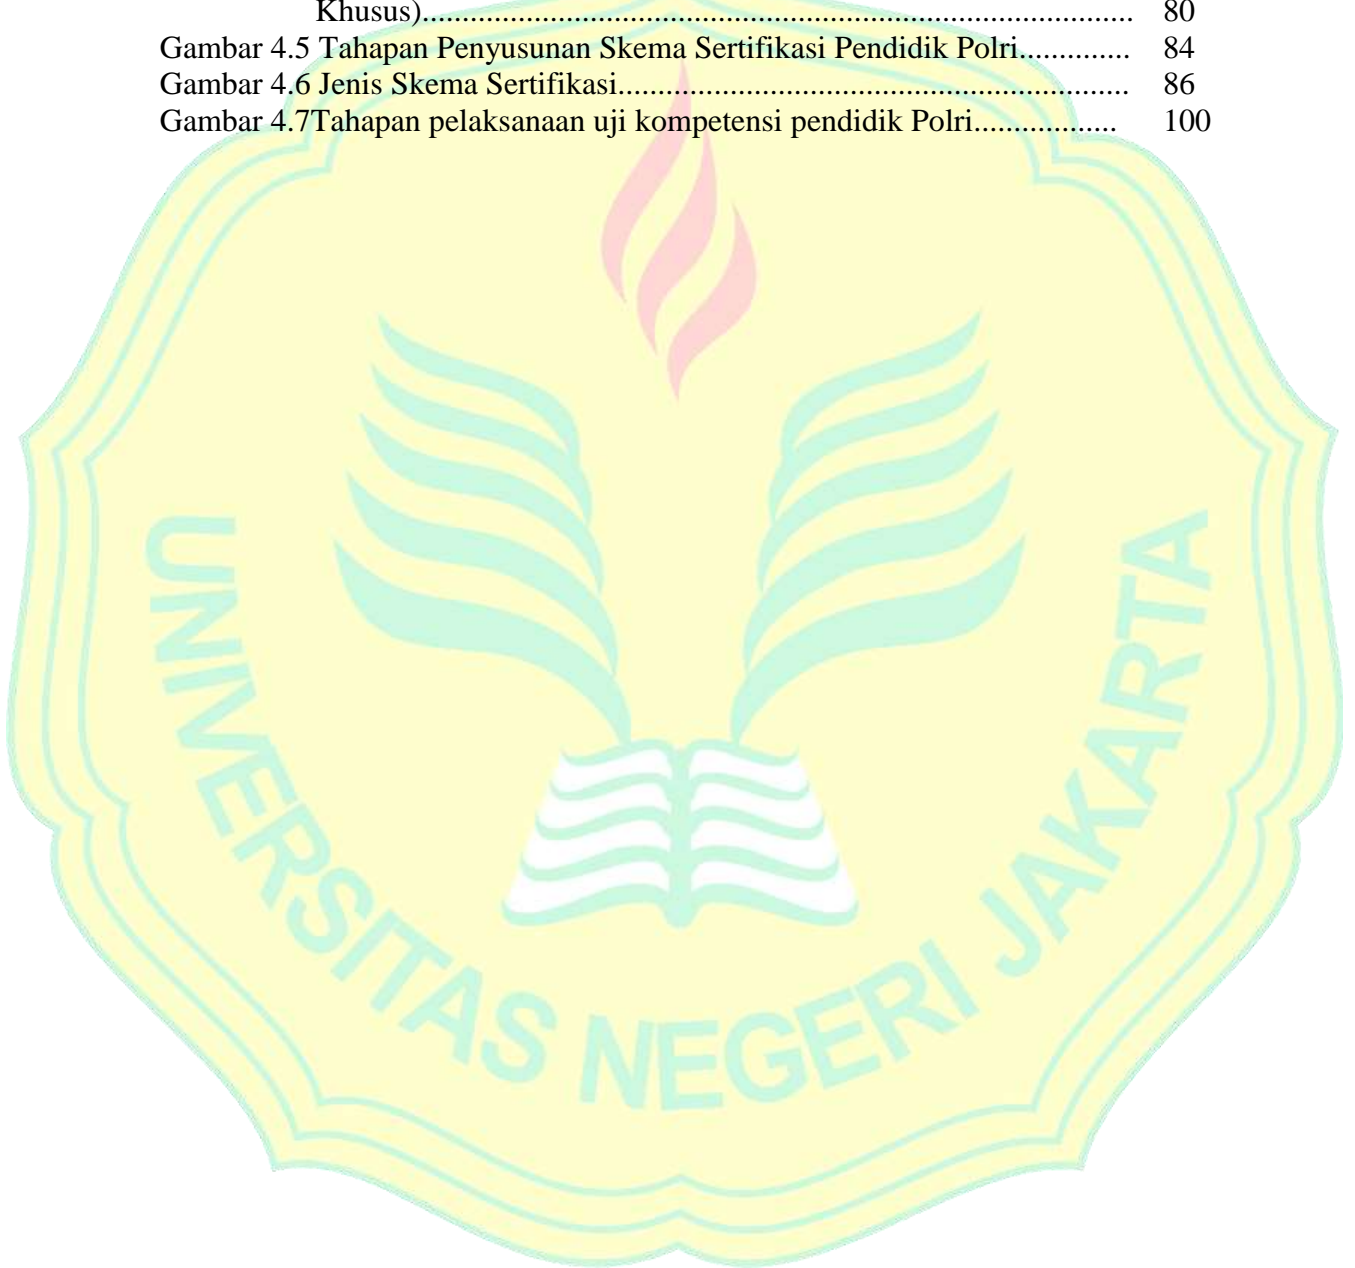 Khusus)........................................................................................ 80
Gambar 4.5 Tahapan Penyusunan Skema Sertifikasi Pendidik Polri.............. 84
Gambar 4.6 Jenis Skema Sertifikasi............................................................... 86
Gambar 4.7Tahapan pelaksanaan uji kompetensi pendidik Polri.................. 100
UNIVERSITAS NEGERI JAKARTA